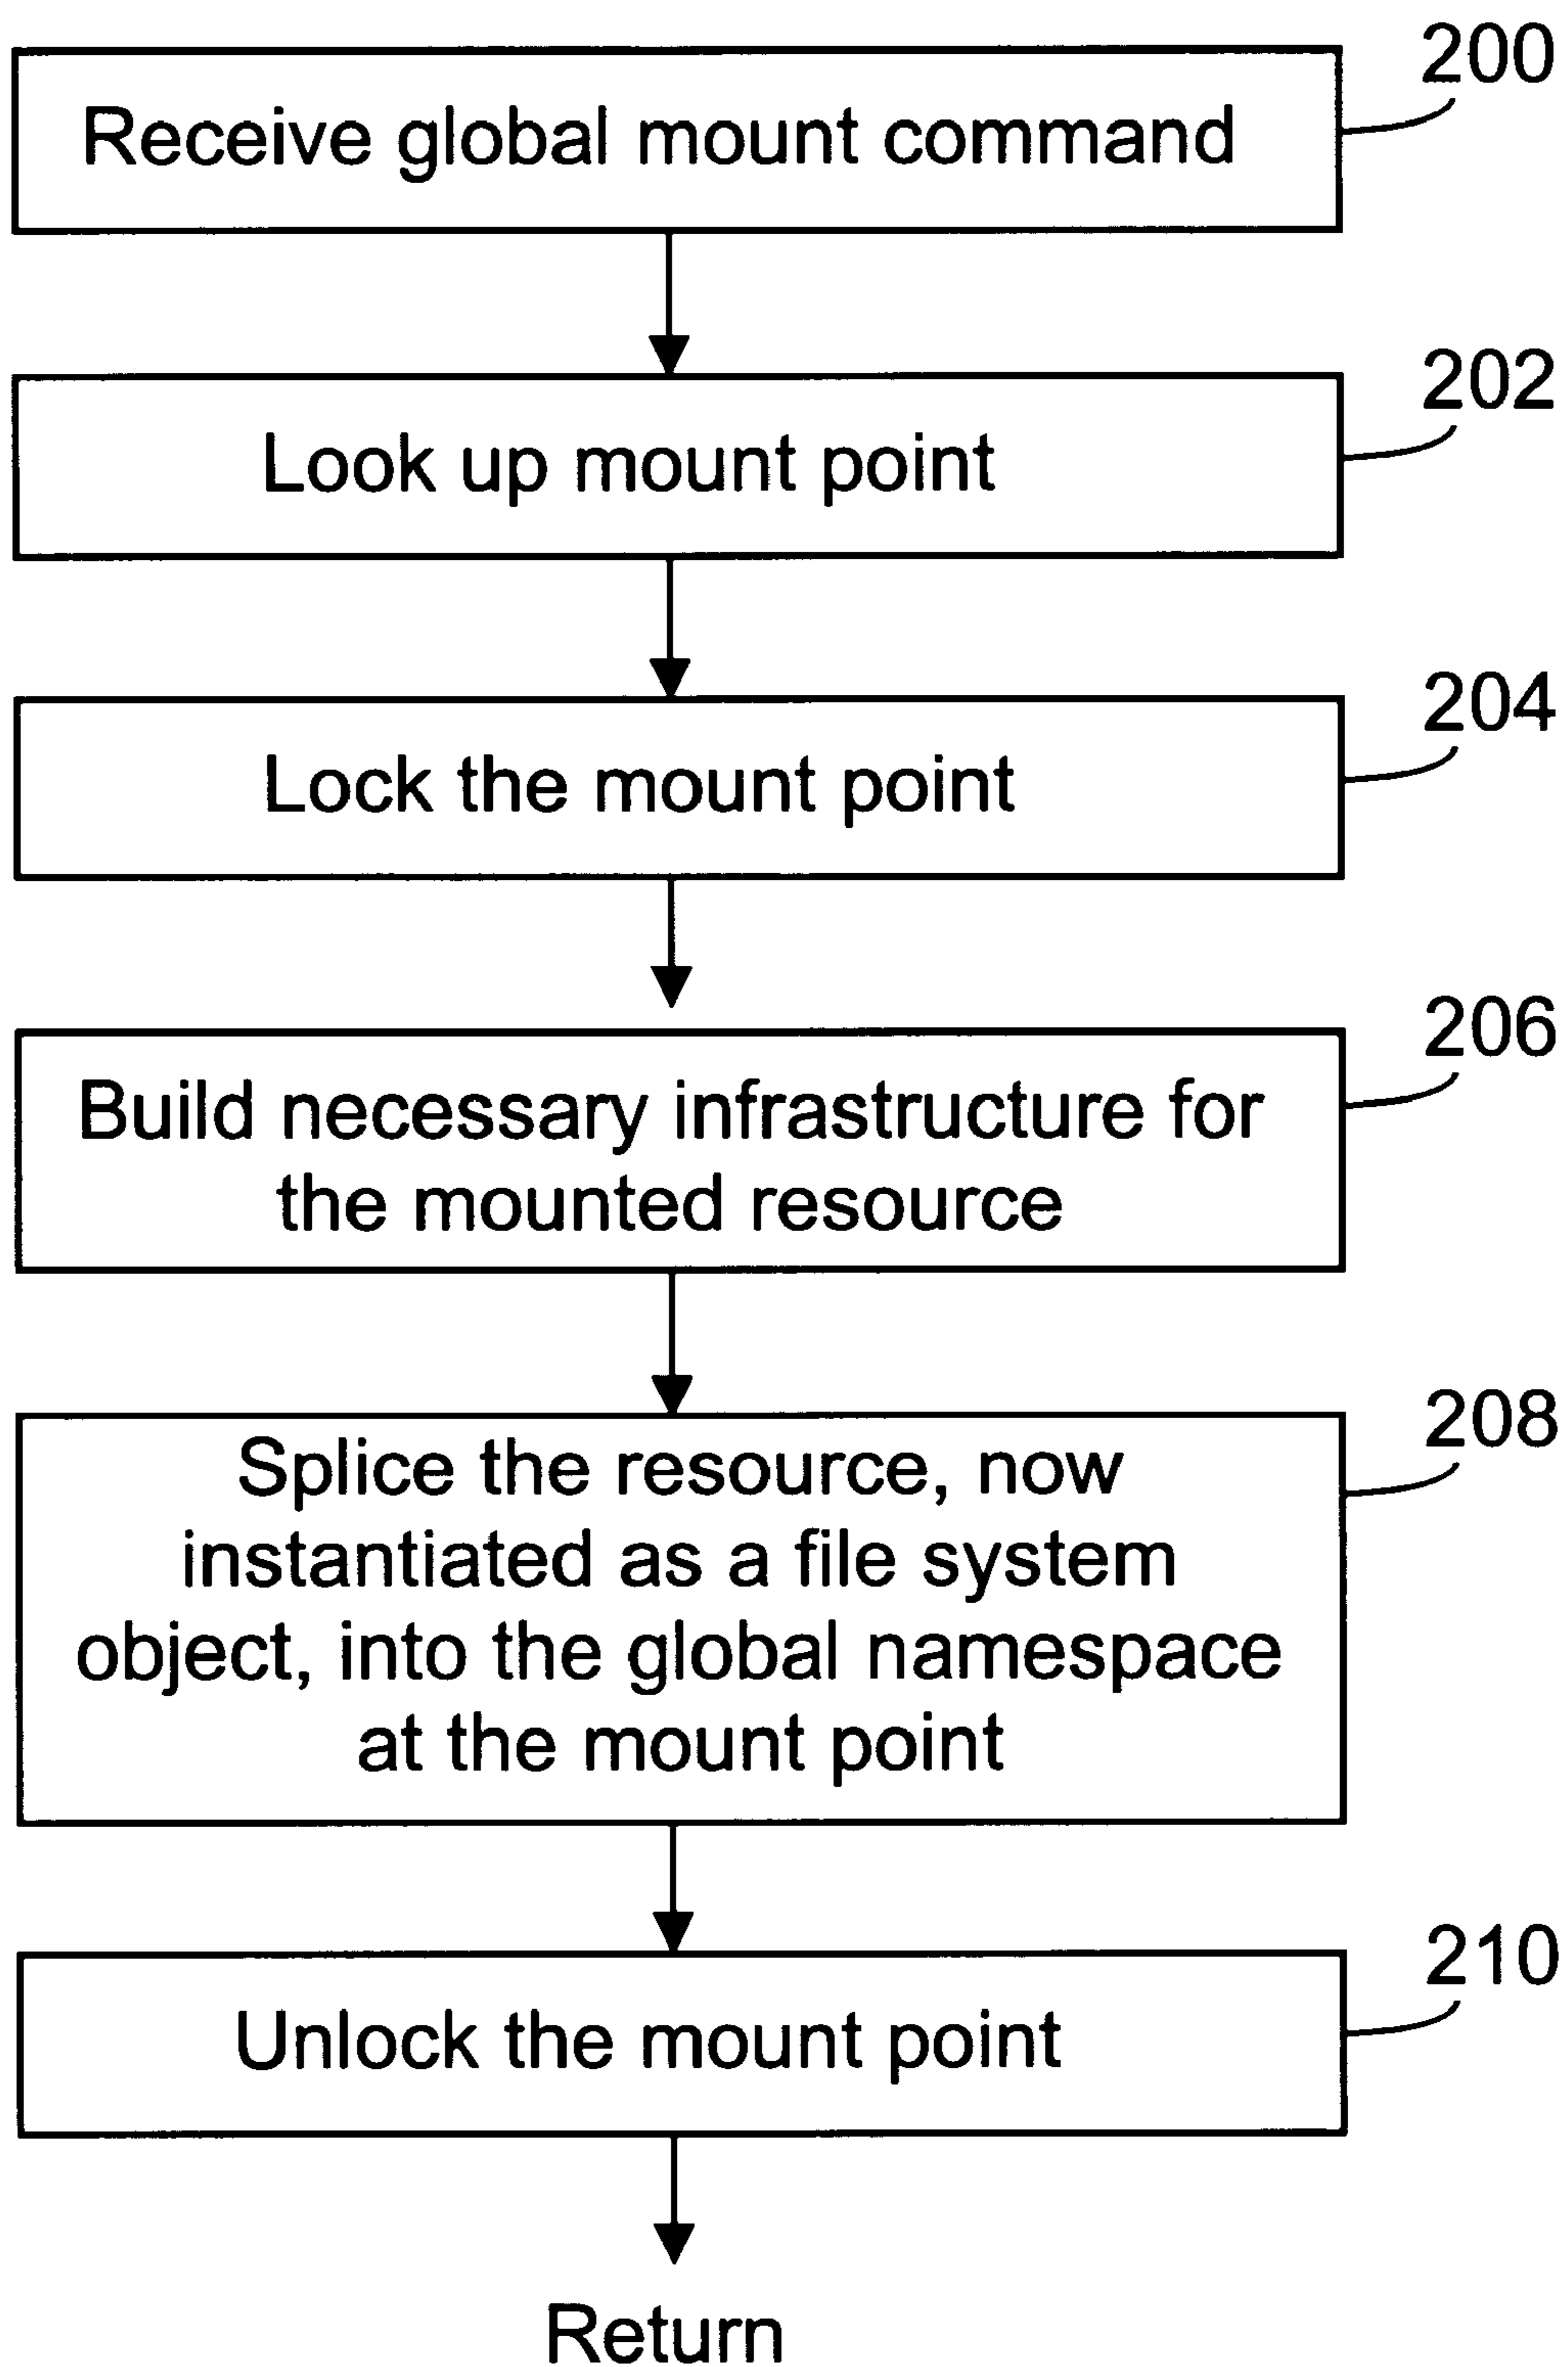 200
Receive global mount command
202
Look up mount point
204
Lock the mount point
206
Build necessary infrastructure for
the mounted resource
208
Splice the resource, now
instantiated as a file system
object, into the global namespace
at the mount point
210
Unlock the mount point
Return